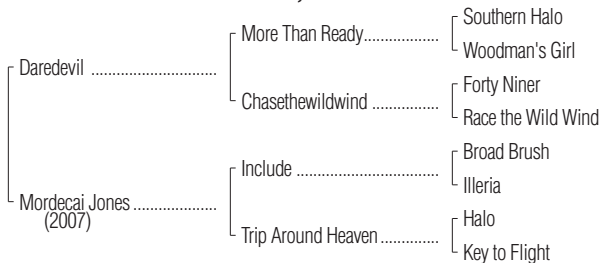 Southern Halo
More Than Ready.................
Woodman's Girl
Daredevil .............................
Forty Niner
Chasethewildwind ................
Race the Wild Wind
Broad Brush
Include ..................................
Illeria
Mordecai Jones ....................
(2007)
Halo
Trip Around Heaven..............
Key to Flight